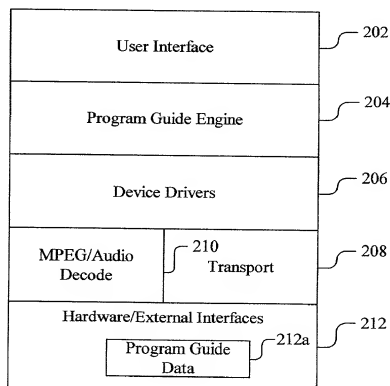 User Interface
202
Program Guide Engine
204
Device Drivers
206
MPEG/Audio
Decode
210
Transport
208
Hardware/External Interfaces
212
Program Guide
Data
212a